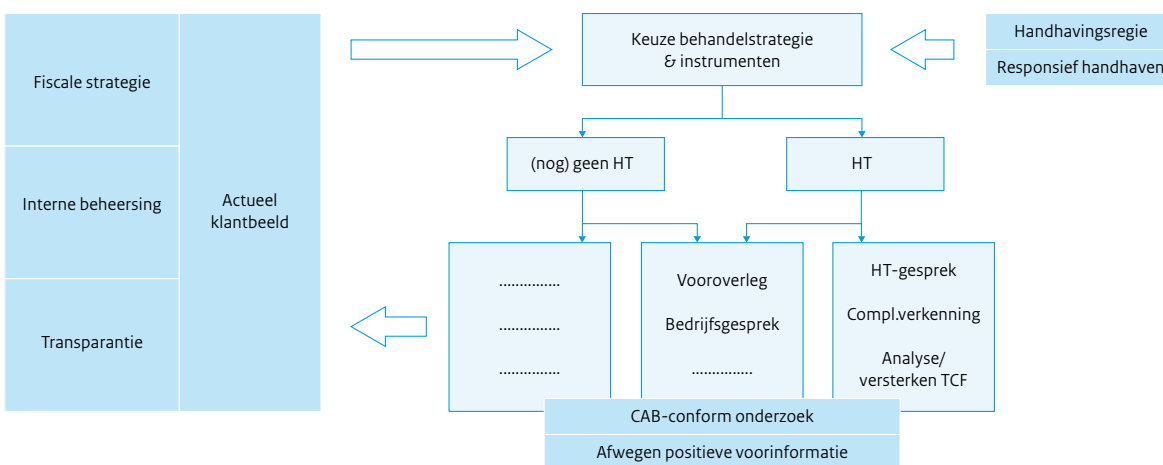 Fiscale strategie
Interne beheersing
Transparantie
Actueel
klantbeeld
Keuze behandelstrategie
& instrumenten
Handhavingsregie
Responsief handhaven
(nog) geen HT
HT
...............
...............
...............
Vooroverleg
Bedrijfsgesprek
...............
HT-gesprek
Compl.verkenning
Analyse/
versterken TCF
CAB-conform onderzoek
Afwegen positieve voorinformatie